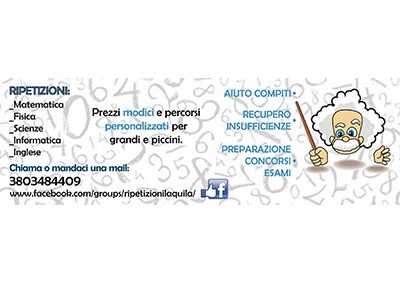 RIPETIZIONI:
_Matematica
_Fisica
_Scienze
_Informatica
_Inglese
Chiama o mandaci una mail:
3803484409
www.facebook.com/groups/ripetizionilaquila/
Prezzi modici e percorsi
personalizzati per
grandi e piccini.
AIUTO COMPITI•
RECUPERO
INSUFFICIENZE
PREPARAZIONE
CONCORSI•
ESAMI